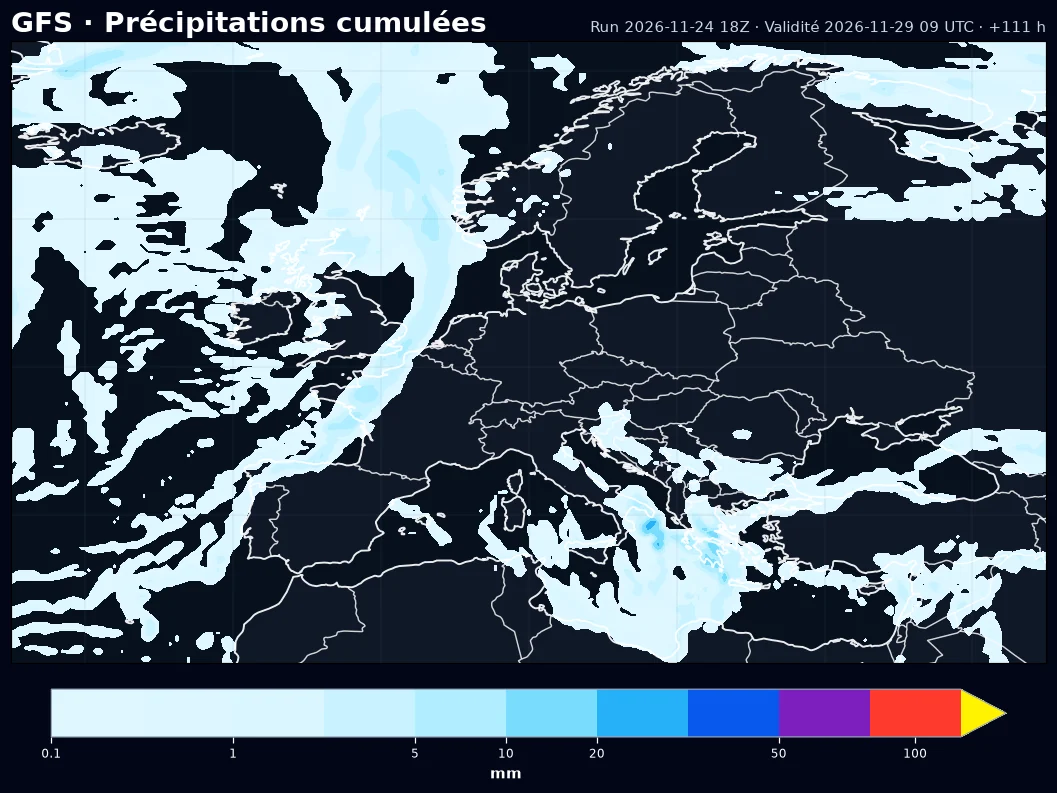 GFS · Précipitations cumulées
Run 2026-11-24 18Z · Validité 2026-11-29 09 UTC · +111 h
0.1 1 5 10 20 50 100
mm